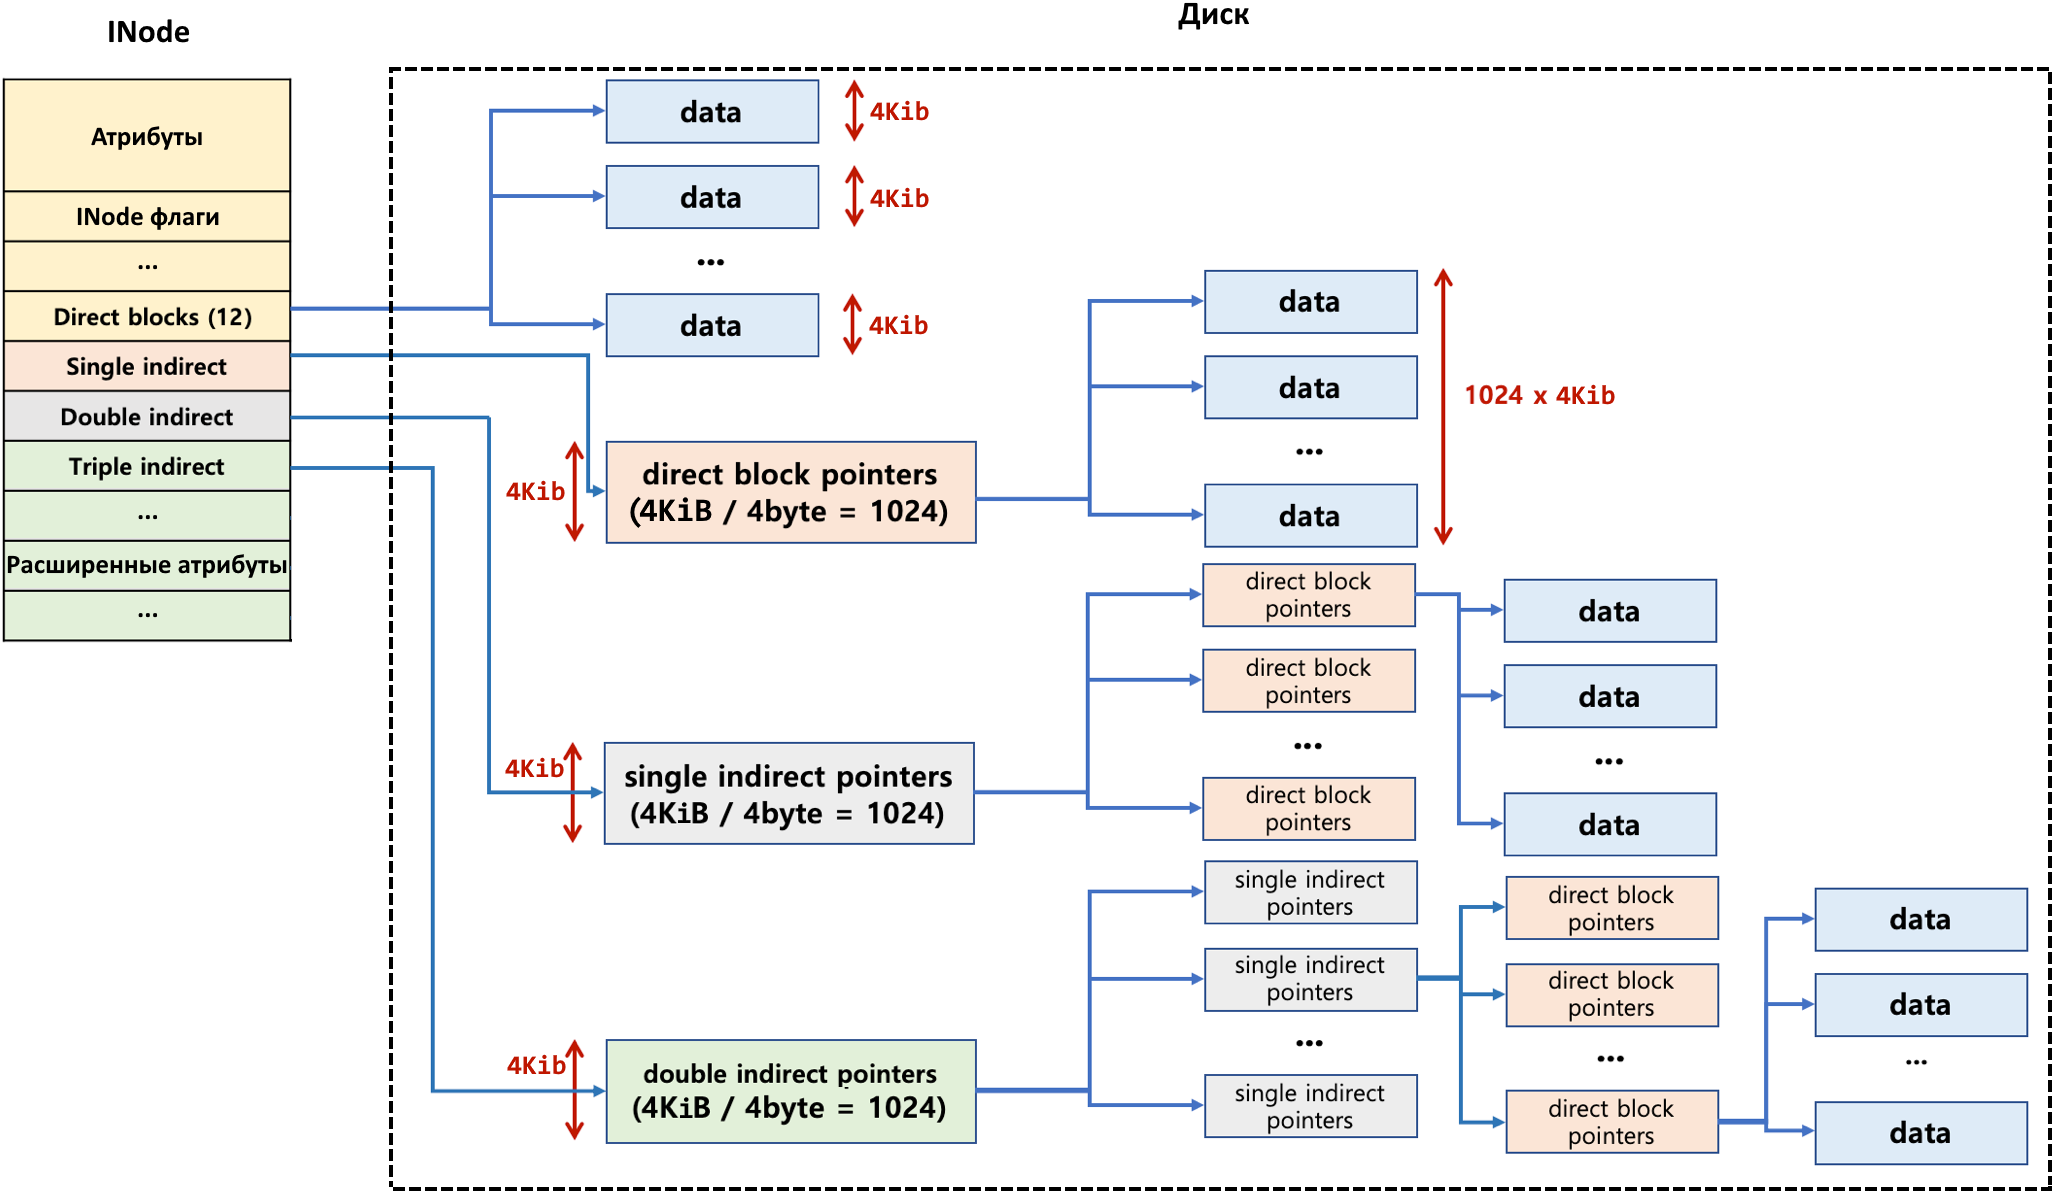 INode
Диск
Атрибуты
INode флаги
...
Direct blocks (12)
Single indirect
Double indirect
Triple indirect
...
Расширенные атрибуты
...
data
4Kib
data
4Kib
...
data
4Kib
4Kib
direct block pointers
(4KiB / 4byte = 1024)
data
data
...
data
1024 x 4Kib
4Kib
single indirect pointers
(4KiB / 4byte = 1024)
direct block
pointers
direct block
pointers
...
direct block
pointers
data
data
...
data
4Kib
double indirect pointers
(4KiB / 4byte = 1024)
single indirect
pointers
single indirect
pointers
...
single indirect
pointers
direct block
pointers
direct block
pointers
...
direct block
pointers
data
data
...
data